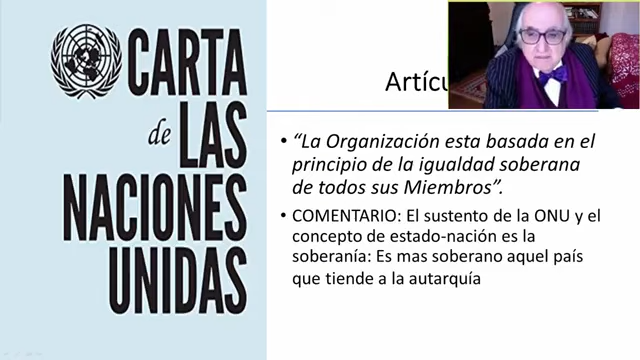 CARTA
de LAS
NACIONES
UNIDAS
Artícu
• “La Organización esta basada en el
principio de la igualdad soberana
de todos sus Miembros”.
• COMENTARIO: El sustento de la ONU y el
concepto de estado-nación es la
soberanía: Es mas soberano aquel país
que tiende a la autarquía